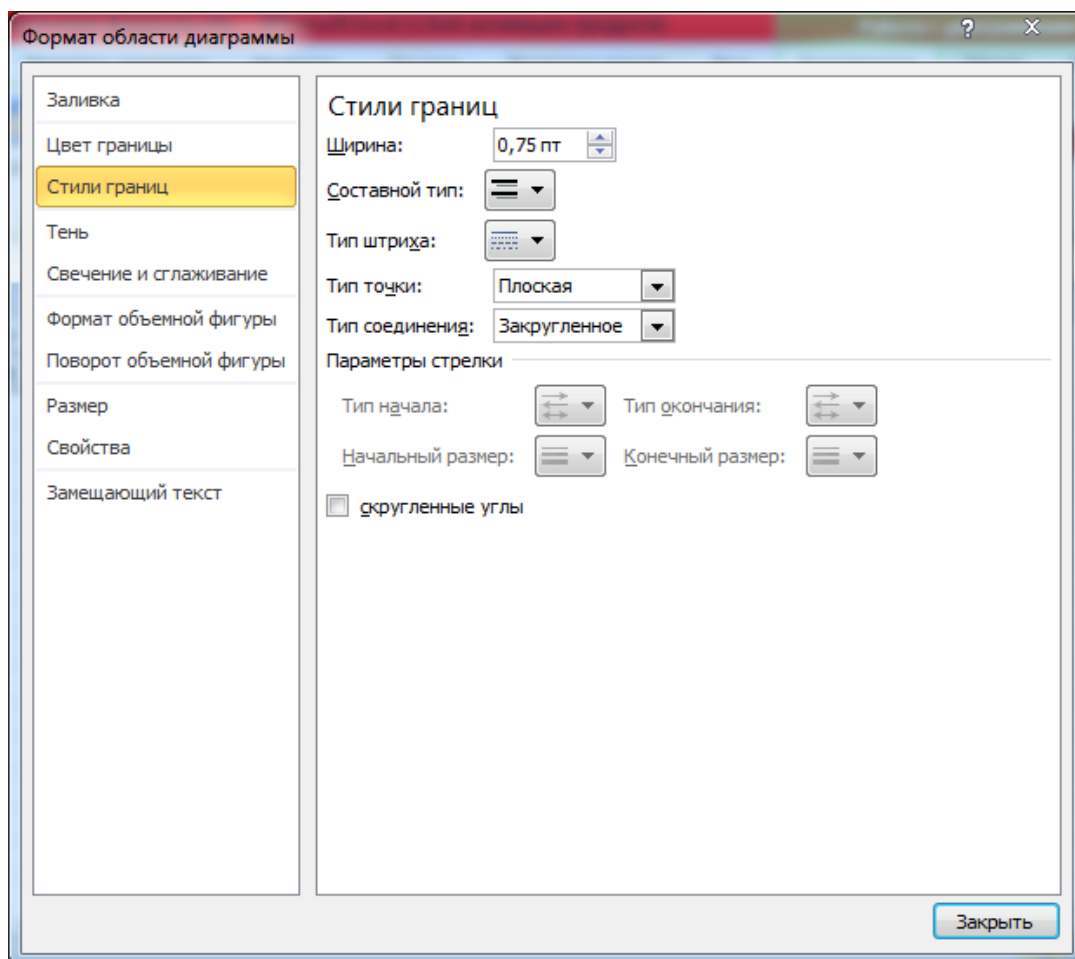 Формат области диаграммы
Заливка
Цвет границы
Стили границ
Тень
Свечение и сглаживание
Формат объемной фигуры
Поворот объемной фигуры
Размер
Свойства
Замещающий текст
Стили границ
Ширина: 0,75 пт
Составной тип:
Тип штриха:
Тип точки: Плоская
Тип соединения: Закругленное
Параметры стрелки
Тип начала: Тип окончания:
Начальный размер: Конечный размер:
скругленные углы
Закрыть